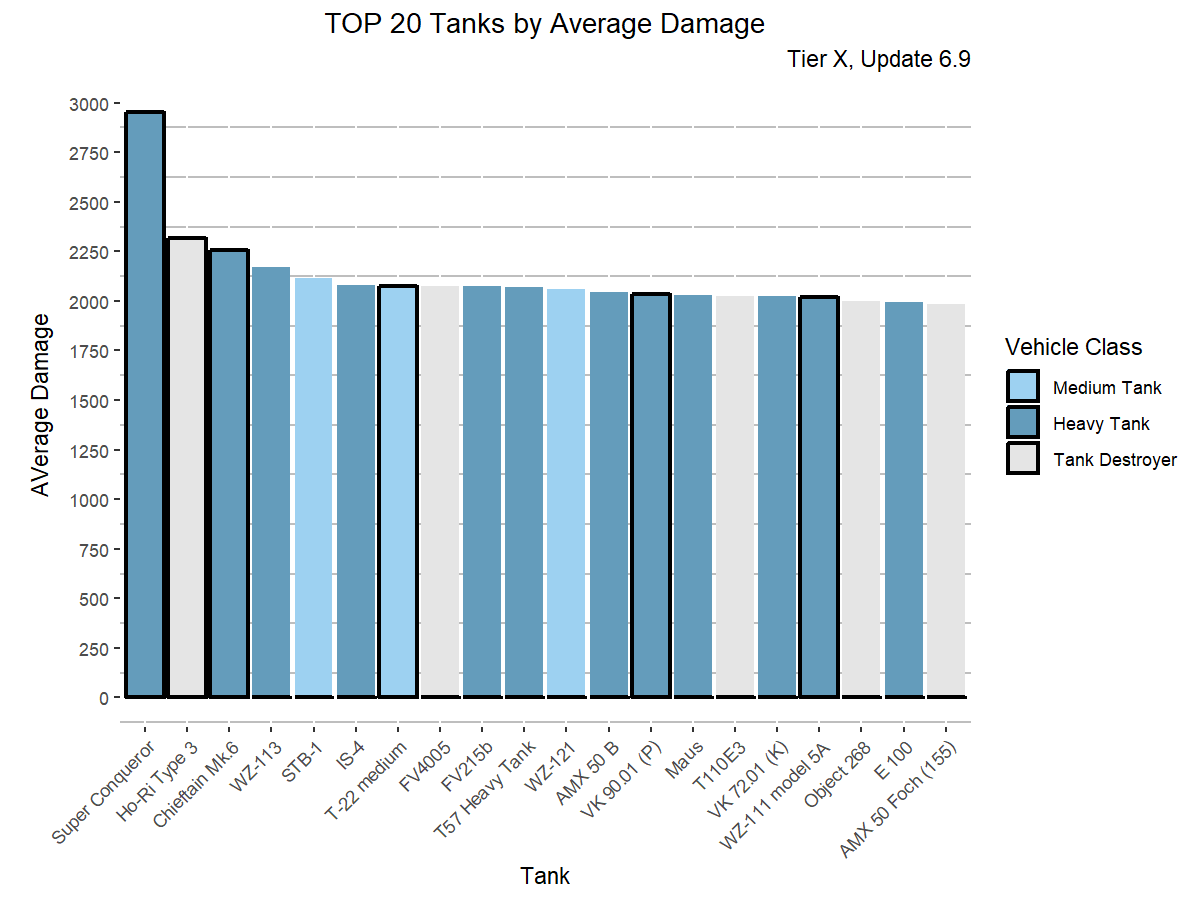 TOP 20 Tanks by Average Damage
Tier X, Update 6.9
AVerage Damage
3000
2750
2500
2250
2000
1750
1500
1250
1000
750
500
250
0
Super Conqueror
Ho-Ri Type 3
Chieftain Mk.6
WZ-113
STB-1
IS-4
T-22 medium
FV4005
FV215b
T57 Heavy Tank
WZ-121
AMX 50 B
VK 90.01 (P)
Maus
T110E3
VK 72.01 (K)
WZ-111 model 5A
Object 268
E 100
AMX 50 Foch (155)
Tank
Vehicle Class
Medium Tank
Heavy Tank
Tank Destroyer